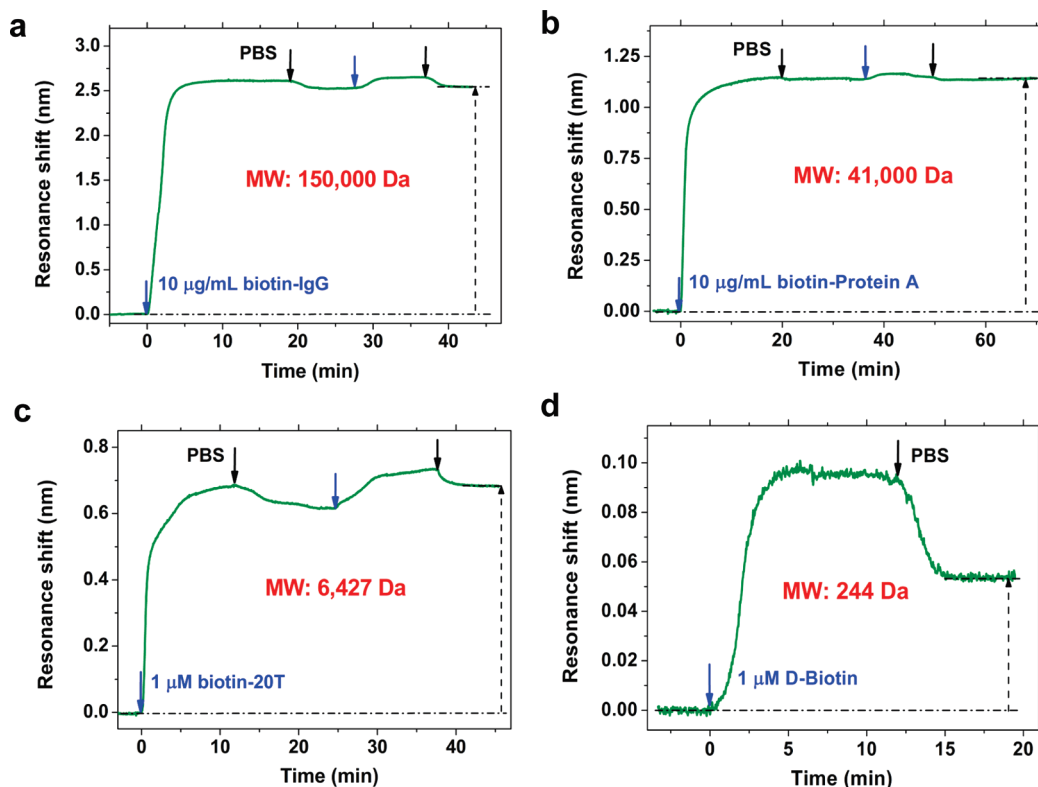 a
3.0
2.5
2.0
1.5
1.0
0.5
0.0
Resonance shift (nm)
PBS
MW: 150,000 Da
10 μg/mL biotin-IgG
0 10 20 30 40
Time (min)
b
1.25
1.00
0.75
0.50
0.25
0.00
Resonance shift (nm)
PBS
MW: 41,000 Da
10 μg/mL biotin-Protein A
0 20 40 60
Time (min)
c
0.8
0.6
0.4
0.2
0.0
Resonance shift (nm)
PBS
MW: 6,427 Da
1 μM biotin-20T
0 10 20 30 40
Time (min)
d
0.10
0.08
0.06
0.04
0.02
0.00
Resonance shift (nm)
PBS
MW: 244 Da
1 μM D-Biotin
0 5 10 15 20
Time (min)